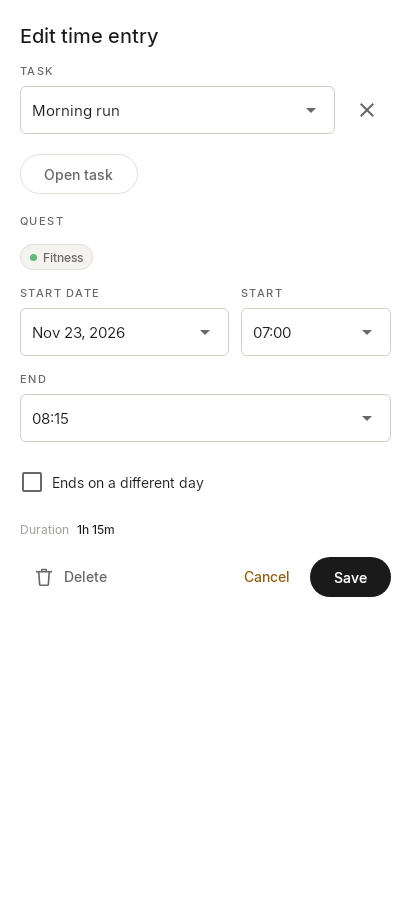 Edit time entry
TASK
Morning run
Open task
QUEST
Fitness
START DATE
START
Nov 23, 2026
07:00
END
08:15
Ends on a different day
Duration 1h 15m
Delete
Cancel
Save